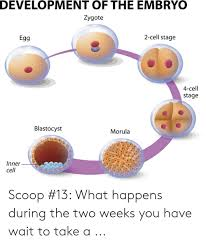 DEVELOPMENT OF THE EMBRYO
Zygote
Egg
2-cell stage
4-cell
stage
Blastocyst
Morula
Inner
cell
Scoop #13: What happens
during the two weeks you have
wait to take a ...